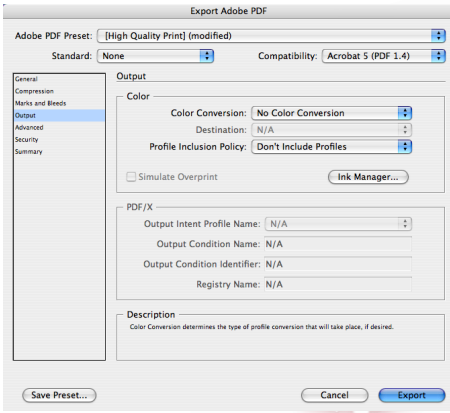 Export Adobe PDF
Adobe PDF Preset: [High Quality Print] (modified)
Standard: None Compatibility: Acrobat 5 (PDF 1.4)
General
Compression
Marks and Bleeds
Output
Advanced
Security
Summary
Output
Color
Color Conversion: No Color Conversion
Destination: N/A
Profile Inclusion Policy: Don't Include Profiles
Simulate Overprint Ink Manager...
PDF/X
Output Intent Profile Name: N/A
Output Condition Name: N/A
Output Condition Identifier: N/A
Registry Name: N/A
Description
Color Conversion determines the type of profile conversion that will take place, if desired.
Save Preset... Cancel Export